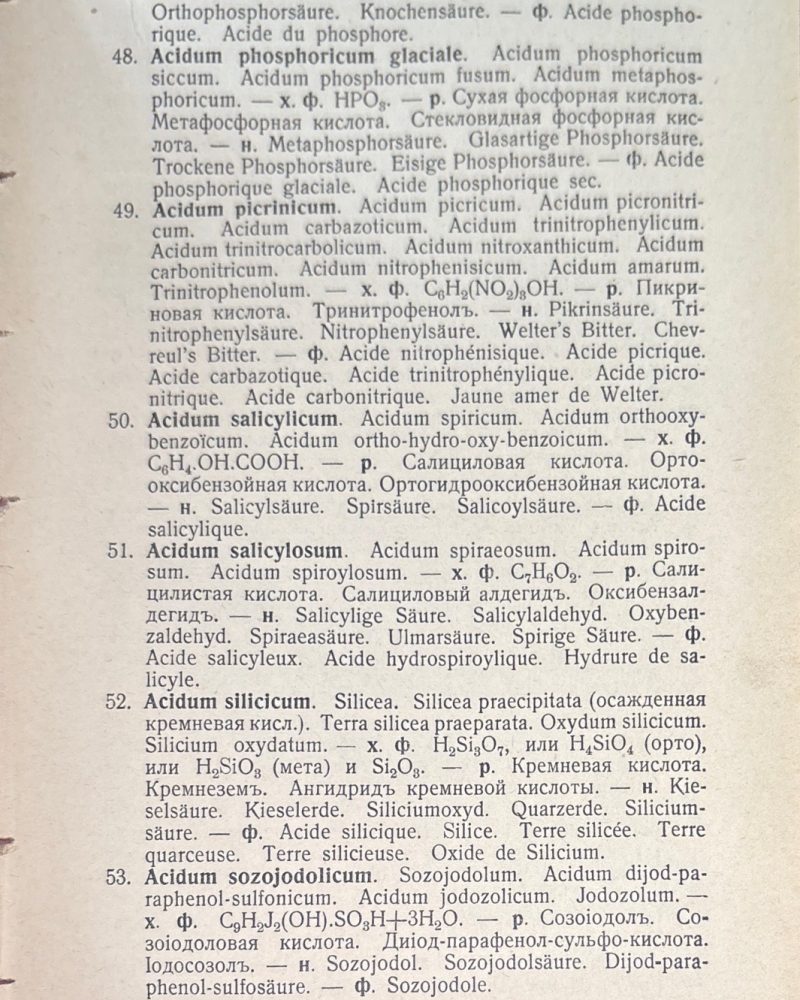 Orthophosphorsäure. Knochensäure. — ф. Acide phospho-
rique. Acide du phosphore.
48. Acidum phosphoricum glaciale. Acidum phosphoricum
siccum. Acidum phosphoricum fusum. Acidum metaphos-
phoricum. — х. ф. HPO₃. — р. Сухая фосфорная кислота.
Метафосфорная кислота. Стекловидная фосфорная кис-
лота. — н. Metaphosphorsäure. Glasartige Phosphorsäure.
Trockene Phosphorsäure. Eisige Phosphorsäure. — ф. Acide
phosphorique glaciale. Acide phosphorique sec.
49. Acidum picrinicum. Acidum picricum. Acidum picronitri-
cum. Acidum carbazoticum. Acidum trinitrophenylicum.
Acidum trinitrocarbolicum. Acidum nitroxanthicum. Acidum
carbonitricum. Acidum nitrophenisicum. Acidum amarum.
Trinitrophenolum. — х. ф. C₆H₂(NO₂)₃OH. — р. Пикри-
новая кислота. Тринитрофенолъ. — н. Pikrinsäure. Tri-
nitrophenylsäure. Nitrophenylsäure. Welter's Bitter. Chev-
reul's Bitter. — ф. Acide nitrophénisique. Acide picrique.
Acide carbazotique. Acide trinitrophénylique. Acide picro-
nitrique. Acide carbonitrique. Jaune amer de Welter.
50. Acidum salicylicum. Acidum spiricum. Acidum orthooxy-
benzoïcum. Acidum ortho-hydro-oxy-benzoicum. — х. ф.
C₆H₄.OH.COOH. — р. Салициловая кислота. Орто-
оксибензойная кислота. Ортогидрооксибензойная кислота.
— н. Salicylsäure. Spirsäure. Salicoylsäure. — ф. Acide
salicylique.
51. Acidum salicylosum. Acidum spiraeosum. Acidum spiro-
sum. Acidum spiroylosum. — х. ф. C₇H₆O₂. — р. Сали-
цилистая кислота. Салициловый алдегидъ. Оксибензал-
дегидъ. — н. Salicylige Säure. Salicylaldehyd. Oxyben-
zaldehyd. Spiraeasäure. Ulmarsäure. Spirige Säure. — ф.
Acide salicyleux. Acide hydrospiroylique. Hydrure de sa-
licyle.
52. Acidum silicicum. Silicea. Silicea praecipitata (осажденная
кремневая кисл.). Terra silicea praeparata. Oxydum silicicum.
Silicium oxydatum. — х. ф. H₂Si₃O₇, или H₄SiO₄ (орто),
или H₂SiO₃ (мета) и Si₂O₃. — р. Кремневая кислота.
Кремнеземъ. Ангидридъ кремневой кислоты. — н. Kie-
selsäure. Kieselerde. Siliciumoxyd. Quarzerde. Silicium-
säure. — ф. Acide silicique. Silice. Terre silicée. Terre
quarceuse. Terre silicieuse. Oxide de Silicium.
53. Acidum sozojodolicum. Sozojodolum. Acidum dijod-pa-
raphenol-sulfonicum. Acidum jodozolicum. Jodozolum. —
х. ф. C₉H₂J₂(OH).SO₃H+3H₂O. — р. Созоіодолъ. Со-
зоіодоловая кислота. Диіод-парафенол-сульфо-кислота.
Іодосозолъ. — н. Sozojodol. Sozojodolsäure. Dijod-para-
phenol-sulfosäure. — ф. Sozojodole.